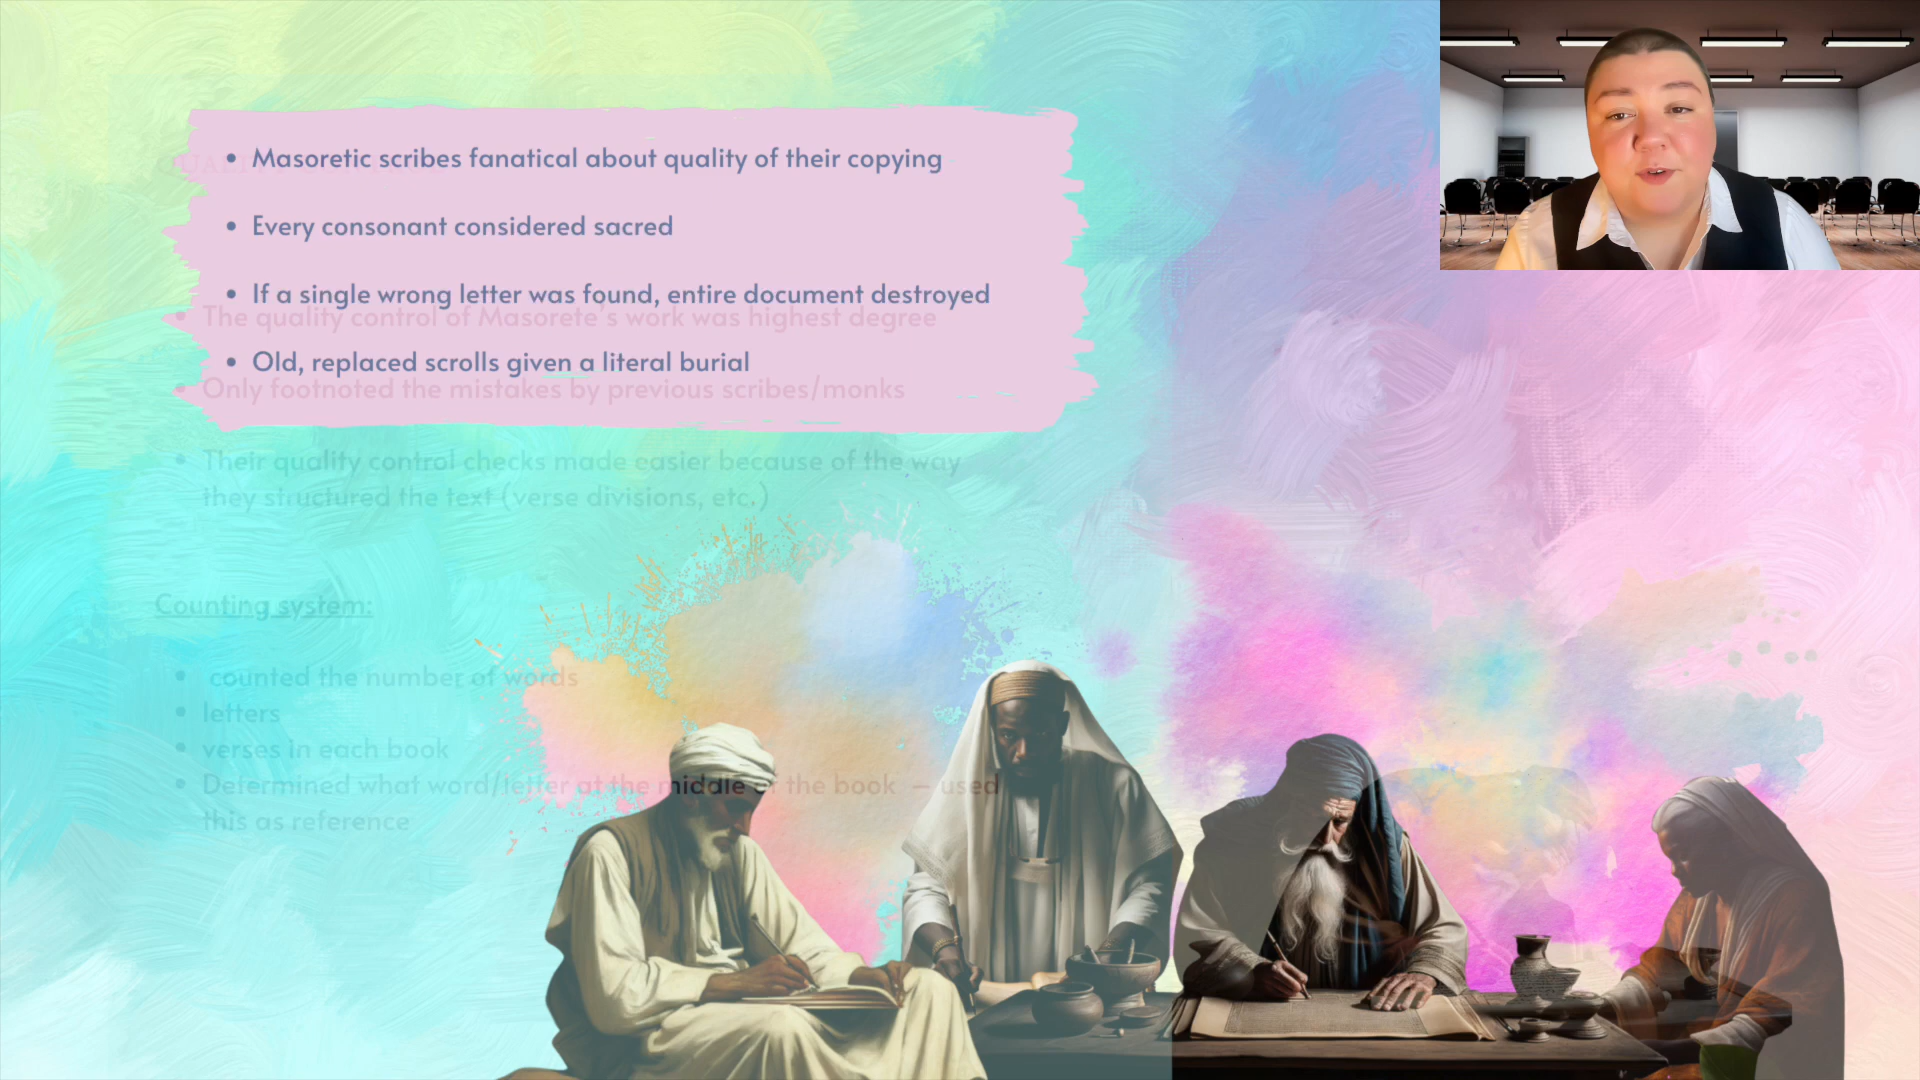 • Masoretic scribes fanatical about quality of their copying
• Every consonant considered sacred
• If a single wrong letter was found, entire document destroyed
• Old, replaced scrolls given a literal burial
QUALITY CONTROL
• The quality control of Masorete's work was highest degree
• Only footnoted the mistakes by previous scribes/monks
• Their quality control checks made easier because of the way
they structured the text (verse divisions, etc.)
Counting system:
• counted the number of words
• letters
• verses in each book
• Determined what word/letter at the middle of the book – used
this as reference